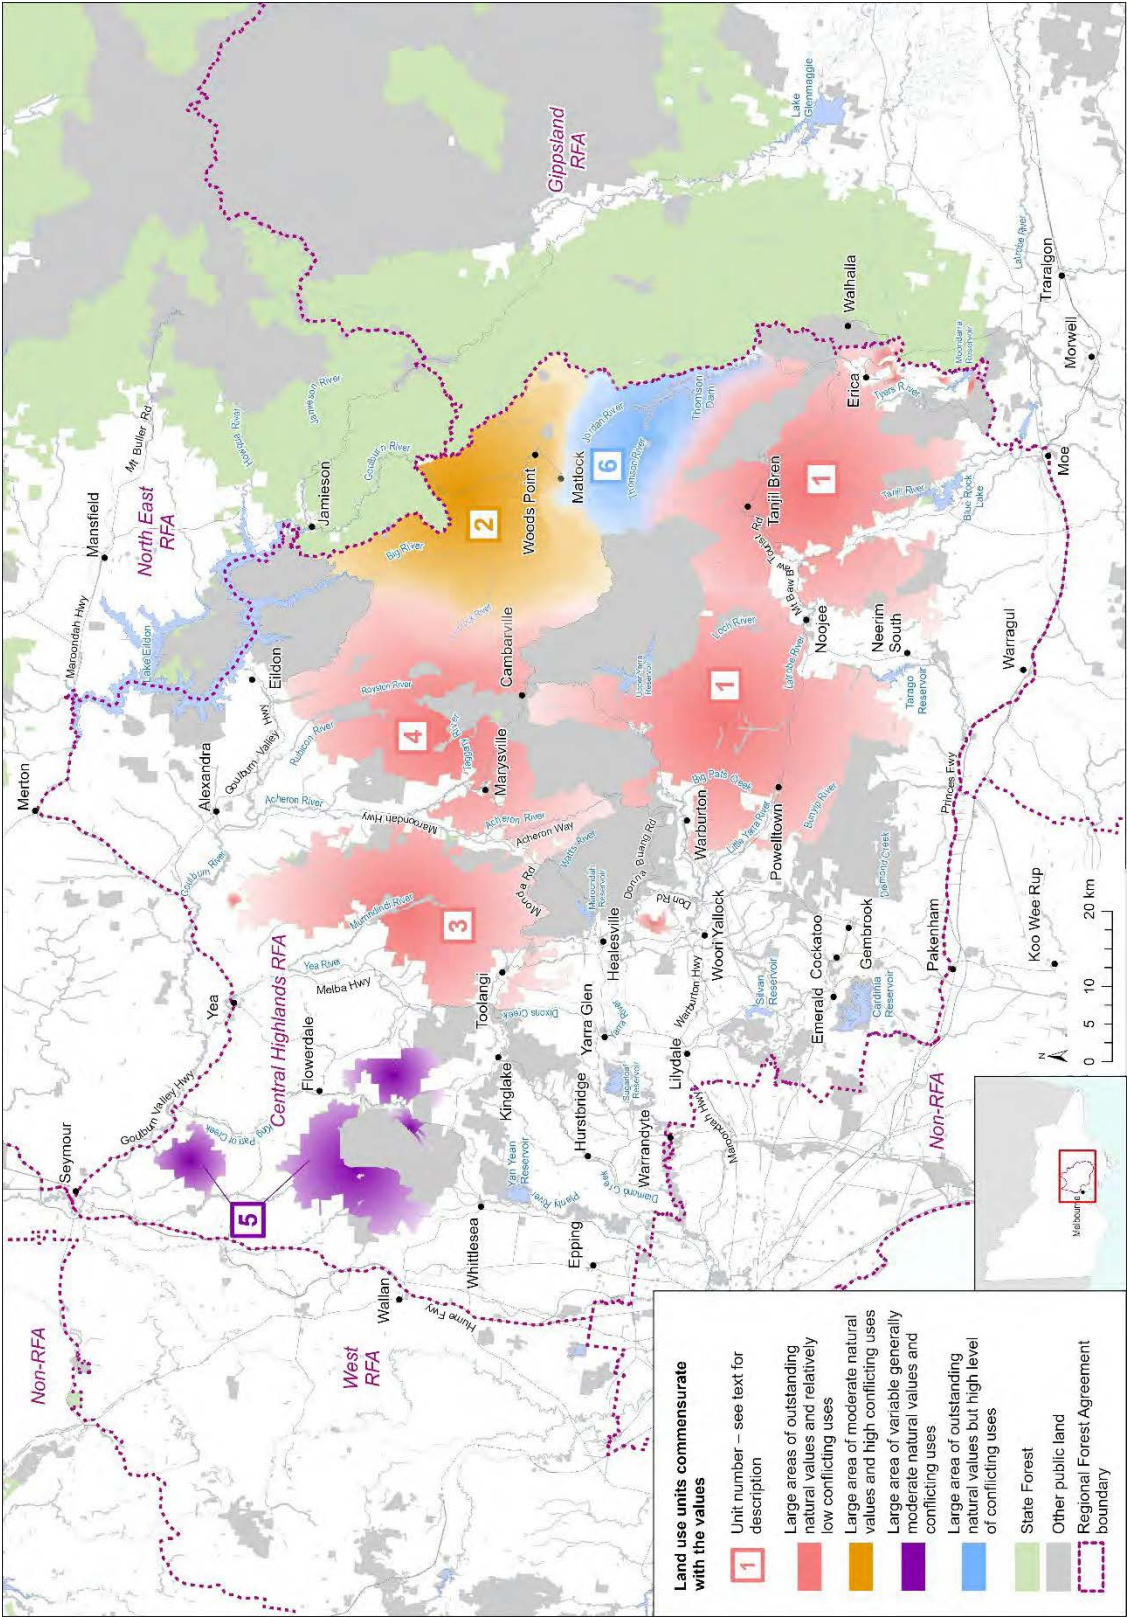 Merton
Maroondah Hwy
Mansfield
Mt Buller Rd
North East
RFA
Lake Eildon
Howqua River
Jamieson River
Jamieson
Goulburn River
Gippsland
RFA
Lake
Glenmaggie
Seymour
Goulburn Valley Hwy
Yea
Goulburn River
Alexandra
Goulburn Valley Hwy
Eildon
Non-RFA
West
RFA
Central Highlands RFA
King Parrot Creek
Flowerdale
Yea River
Melba Hwy
Murrindindi River
Acheron River
Maroondah Hwy
Rubicon River
Royston River
Big River
5
3
4
2
Wallan
Hume Fwy
Whittlesea
Kinglake
Toolangi
Dixons Creek
Marysville
Taggerty
River
Acheron River
Acheron Way
Cambarville
Woods Point
Matlock
Jordan River
Thomson River
6
Thomson
Dam
Epping
Yan Yean
Reservoir
Plenty River
Hurstbridge
Diamond Creek
Warrandyte
Yarra Glen
Yarra River
Sugarloaf
Reservoir
Healesville
Maroondah
Reservoir
Watts River
Monda Rd
Donna Buang Rd
Don Rd
Upper Yarra
Reservoir
Loch River
1
Tanjil Bren
1
Erica
Walhalla
Tyers River
Moondarra
Reservoir
Lilydale
Maroondah Hwy
Warburton Hwy
Woori Yallock
Warburton
Little Yarra River
Big Pats Creek
Powelltown
Latrobe River
Noojee
Mt Baw Baw Tourist Rd
Tanjil River
Blue Rock
Lake
Silvan
Reservoir
Emerald
Cockatoo
Gembrook
Cardinia
Reservoir
Diamond Creek
Bunyip River
Neerim
South
Tarago
Reservoir
Latrobe River
Traralgon
Morwell
Moe
Warragul
Princes Fwy
Pakenham
Koo Wee Rup
Non-RFA
N
0 5 10 20 km
Melbourne
Land use units commensurate
with the values
1
Unit number – see text for
description
Large areas of outstanding
natural values and relatively
low conflicting uses
Large area of moderate natural
values and high conflicting uses
Large area of variable generally
moderate natural values and
conflicting uses
Large area of outstanding
natural values but high level
of conflicting uses
State Forest
Other public land
Regional Forest Agreement
boundary